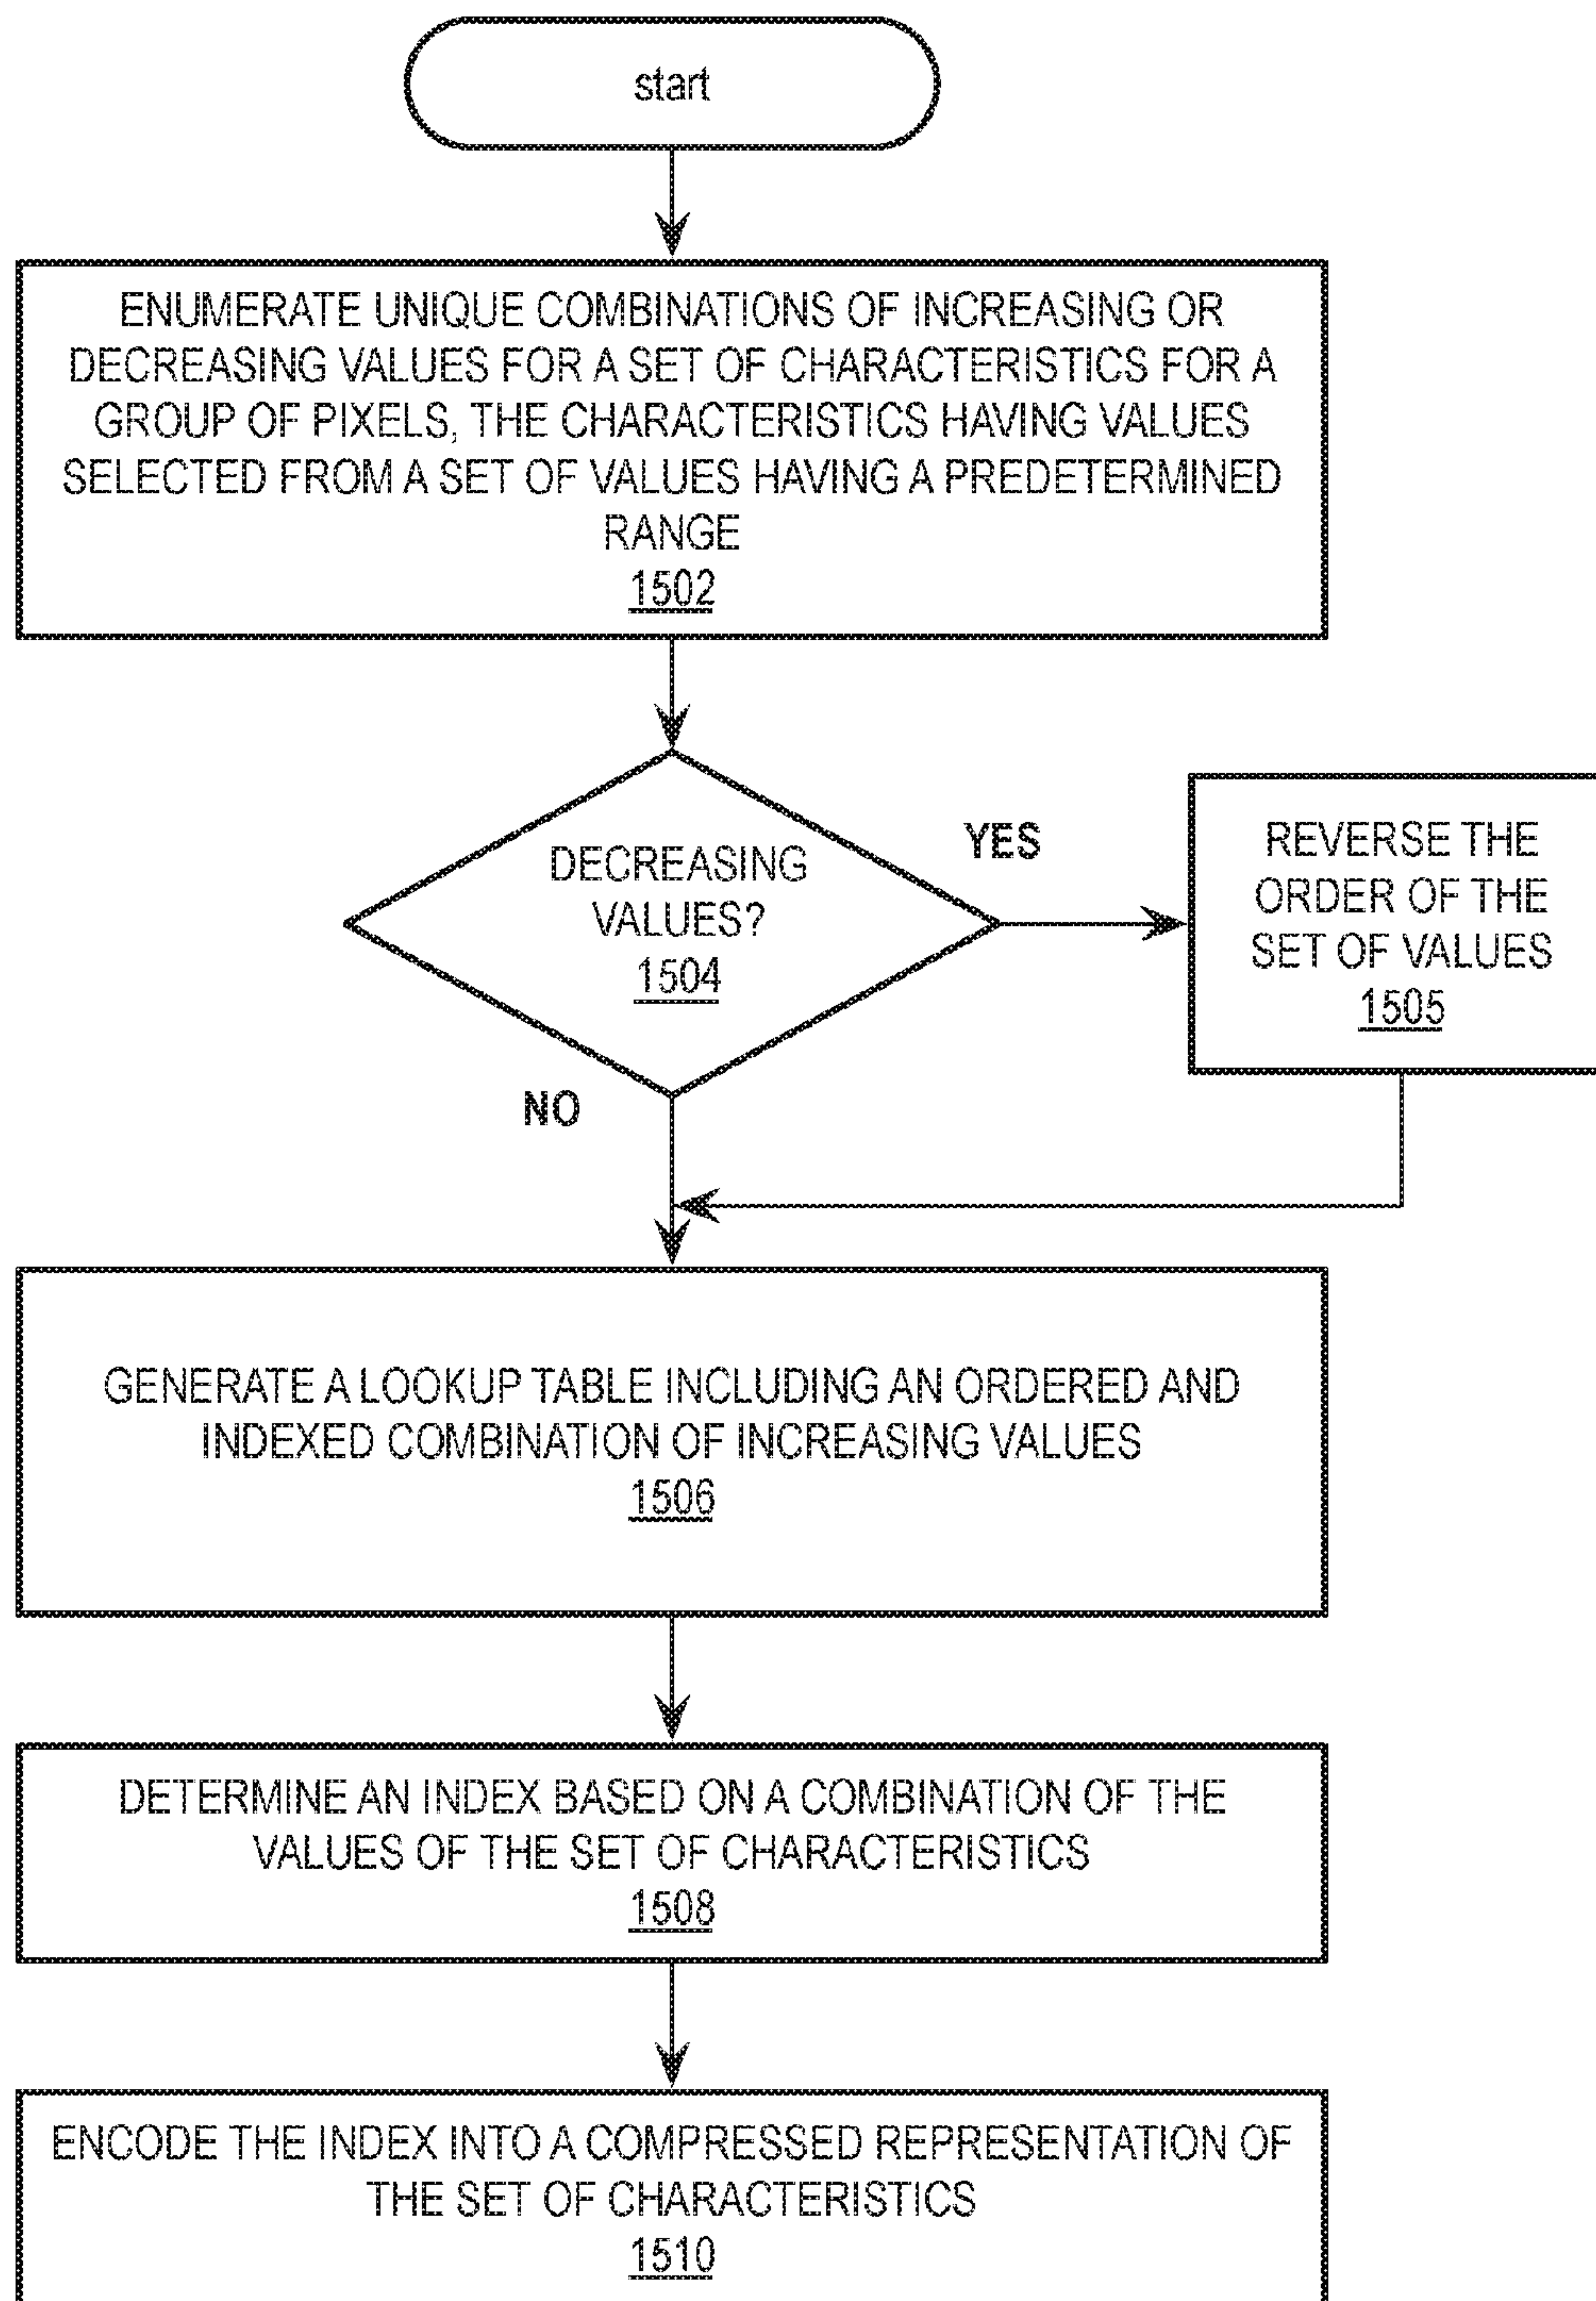 start
ENUMERATE UNIQUE COMBINATIONS OF INCREASING OR
DECREASING VALUES FOR A SET OF CHARACTERISTICS FOR A
GROUP OF PIXELS, THE CHARACTERISTICS HAVING VALUES
SELECTED FROM A SET OF VALUES HAVING A PREDETERMINED
RANGE
1502
DECREASING
VALUES?
1504
YES
REVERSE THE
ORDER OF THE
SET OF VALUES
1505
NO
GENERATE A LOOKUP TABLE INCLUDING AN ORDERED AND
INDEXED COMBINATION OF INCREASING VALUES
1506
DETERMINE AN INDEX BASED ON A COMBINATION OF THE
VALUES OF THE SET OF CHARACTERISTICS
1508
ENCODE THE INDEX INTO A COMPRESSED REPRESENTATION OF
THE SET OF CHARACTERISTICS
1510